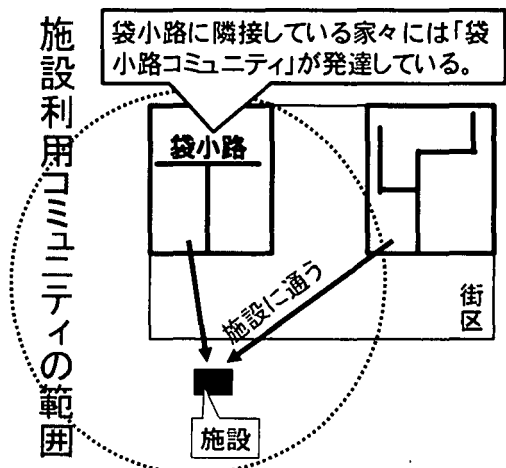 袋小路に隣接している家々には「袋
小路コミュニティ」が発達している。
施設利用コミュニティの範囲
袋小路
施設に通う
街区
施設